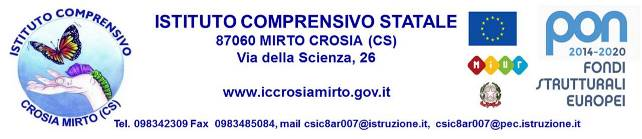 ISTITUTO COMPRENSIVO
CROSIA MIRTO (CS)
ISTITUTO COMPRENSIVO STATALE
87060 MIRTO CROSIA (CS)
Via della Scienza, 26
www.iccrosiamirto.gov.it
Tel. 098342309 Fax 0983485084, mail csic8ar007@istruzione.it, csic8ar007@pec.istruzione.it
MIUR
pon
2014-2020
FONDI
STRUTTURALI
EUROPEI